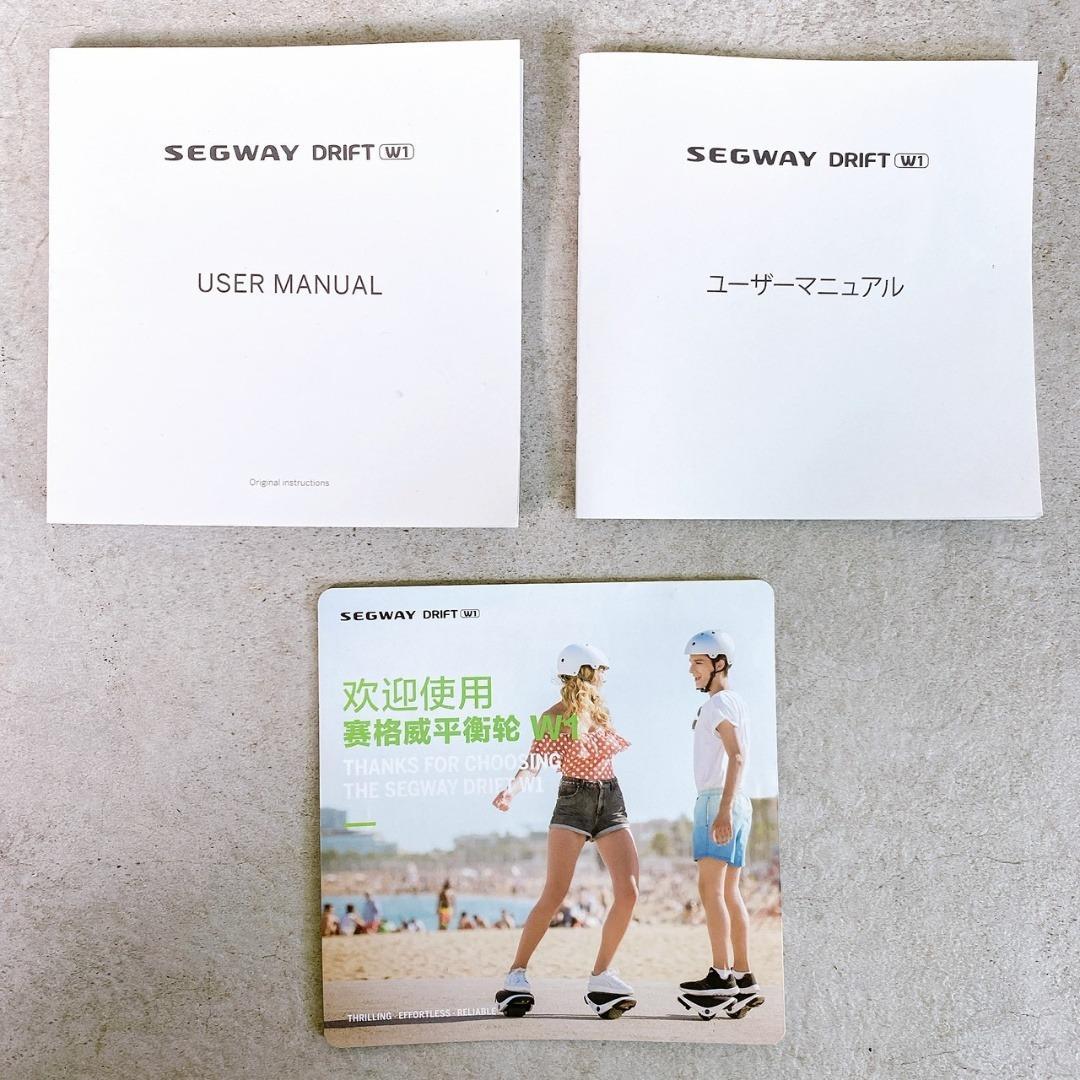 SEGWAY DRIFT W1
USER MANUAL
Original instructions
SEGWAY DRIFT W1
ユーザーマニュアル
SEGWAY DRIFT W1
欢迎使用
赛格威平衡轮 W1
THANKS FOR CHOOSING
THE SEGWAY DRIFT W1
THRILLING · EFFORTLESS · RELIABLE